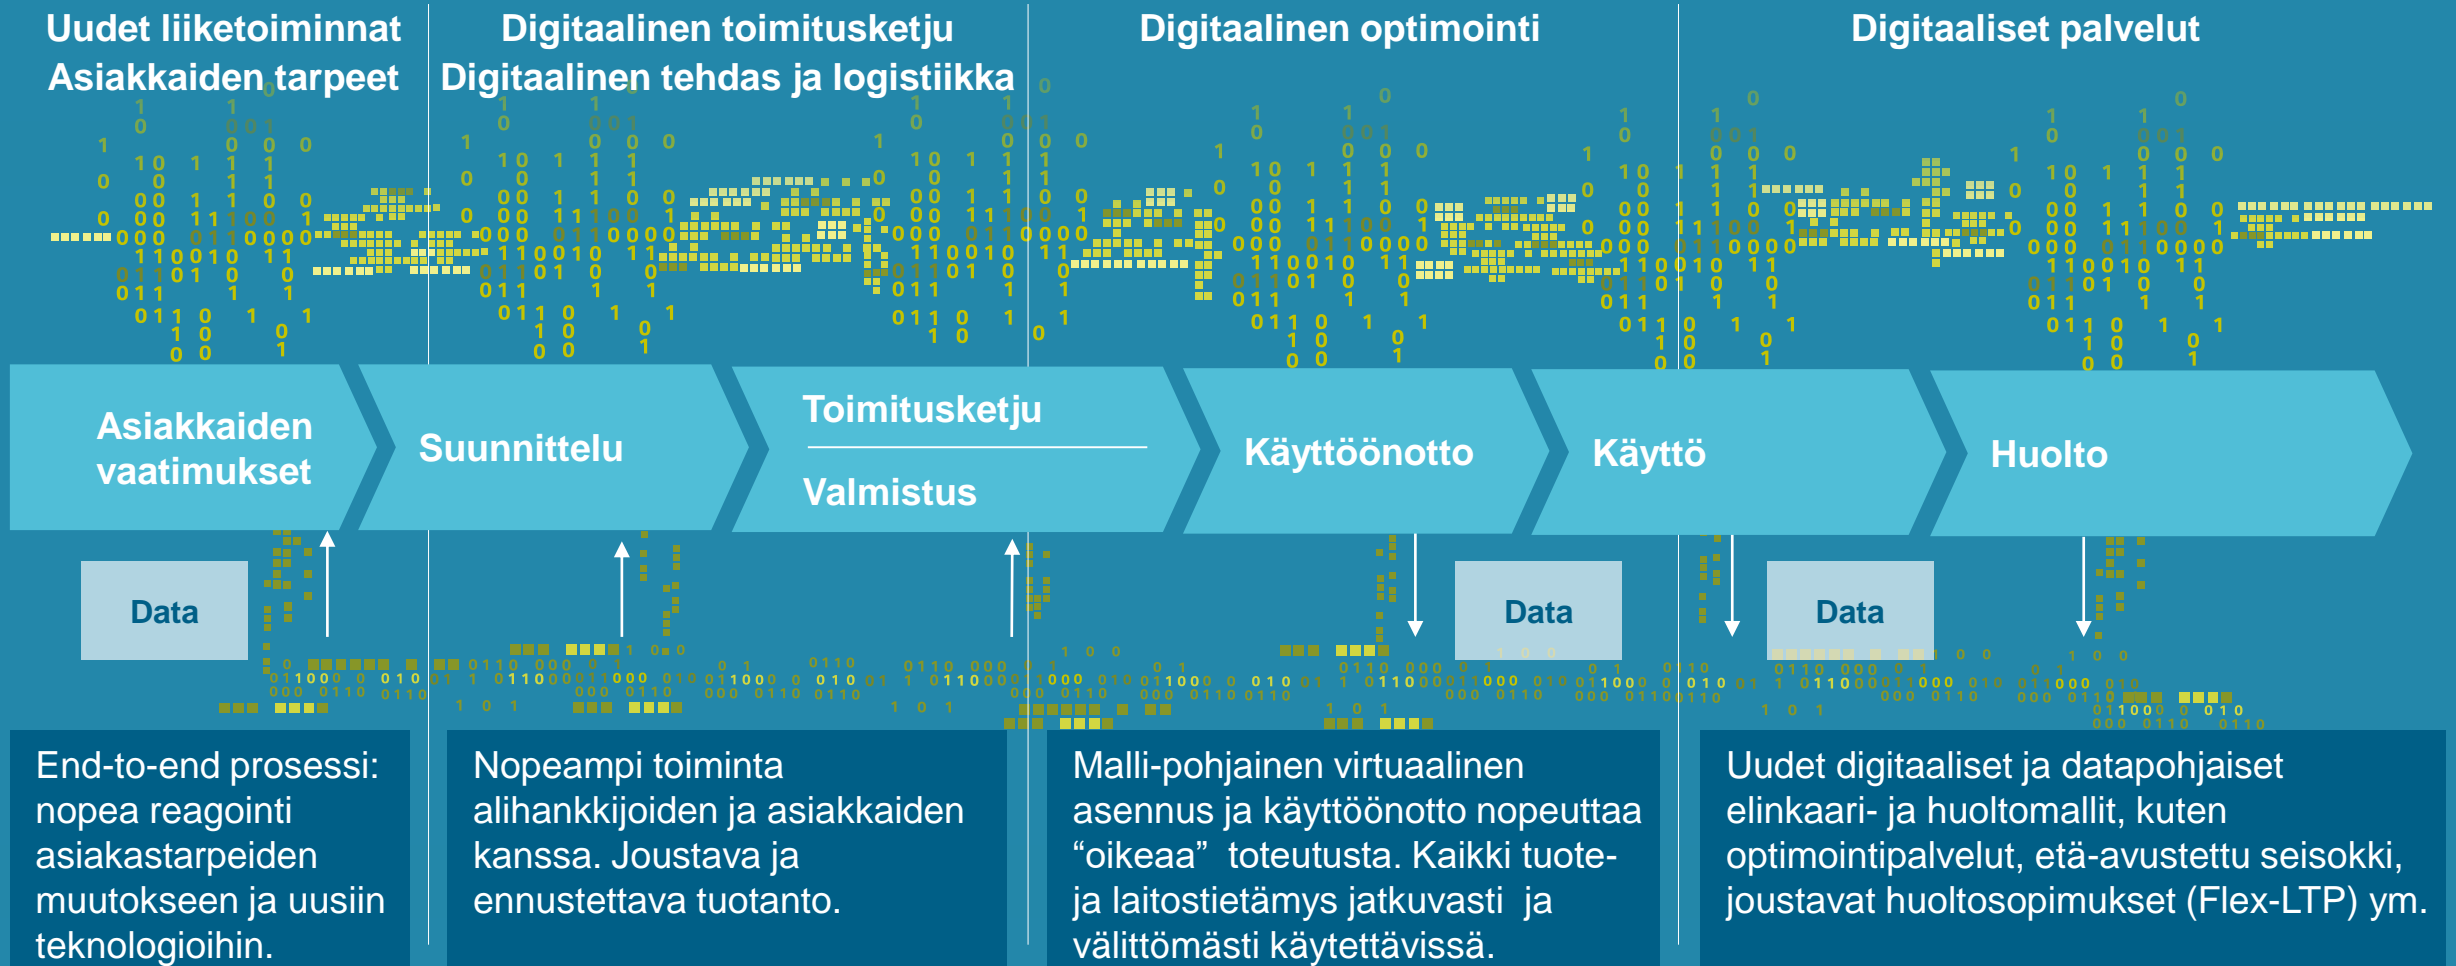 Uudet liiketoiminnat
Asiakkaiden tarpeet
Digitaalinen toimitusketju
Digitaalinen tehdas ja logistiikka
Digitaalinen optimointi
Digitaaliset palvelut
Asiakkaiden
vaatimukset
Suunnittelu
Toimitusketju
Valmistus
Käyttöönotto
Käyttö
Huolto
Data
Data
Data
End-to-end prosessi:
nopea reagointi
asiakastarpeiden
muutokseen ja uusiin
teknologioihin.
Nopeampi toiminta
alihankkijoiden ja asiakkaiden
kanssa. Joustava ja
ennustettava tuotanto.
Malli-pohjainen virtuaalinen
asennus ja käyttöönotto nopeuttaa
“oikeaa” toteutusta. Kaikki tuote-
ja laitostietämys jatkuvasti ja
välittömästi käytettävissä.
Uudet digitaaliset ja datapohjaiset
elinkaari- ja huoltomallit, kuten
optimointipalvelut, etä-avustettu seisokki,
joustavat huoltosopimukset (Flex-LTP) ym.